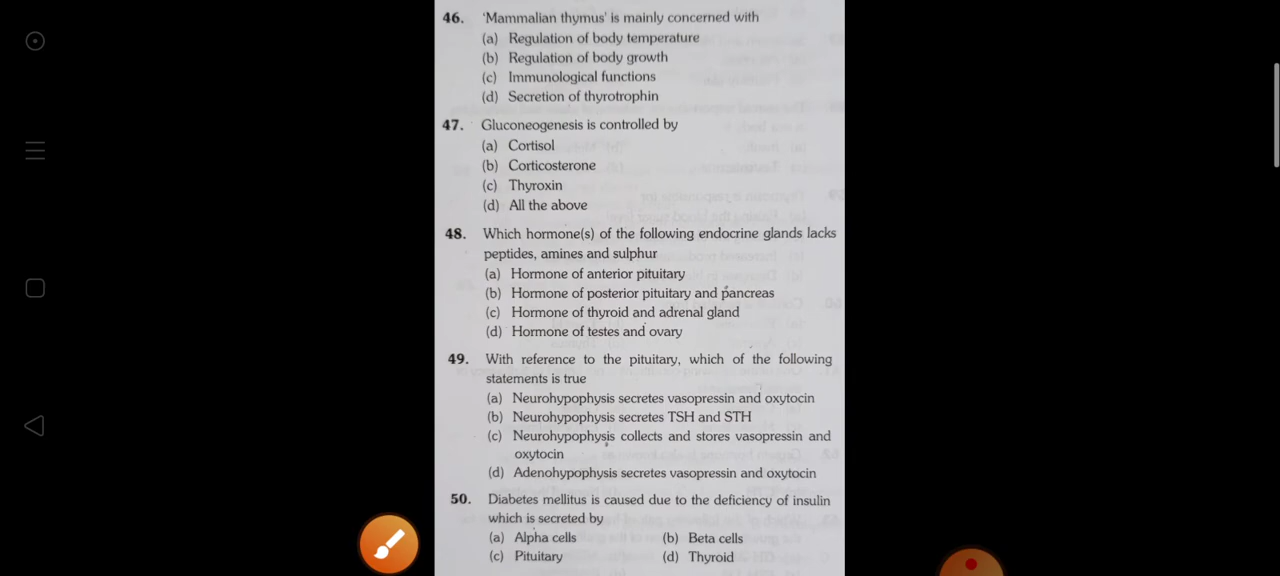 46. 'Mammalian thymus' is mainly concerned with
(a) Regulation of body temperature
(b) Regulation of body growth
(c) Immunological functions
(d) Secretion of thyrotrophin
47. Gluconeogenesis is controlled by
(a) Cortisol
(b) Corticosterone
(c) Thyroxin
(d) All the above
48. Which hormone(s) of the following endocrine glands lacks
peptides, amines and sulphur
(a) Hormone of anterior pituitary
(b) Hormone of posterior pituitary and pancreas
(c) Hormone of thyroid and adrenal gland
(d) Hormone of testes and ovary
49. With reference to the pituitary, which of the following
statements is true
(a) Neurohypophysis secretes vasopressin and oxytocin
(b) Neurohypophysis secretes TSH and STH
(c) Neurohypophysis collects and stores vasopressin and
oxytocin
(d) Adenohypophysis secretes vasopressin and oxytocin
50. Diabetes mellitus is caused due to the deficiency of insulin
which is secreted by
(a) Alpha cells (b) Beta cells
(c) Pituitary (d) Thyroid